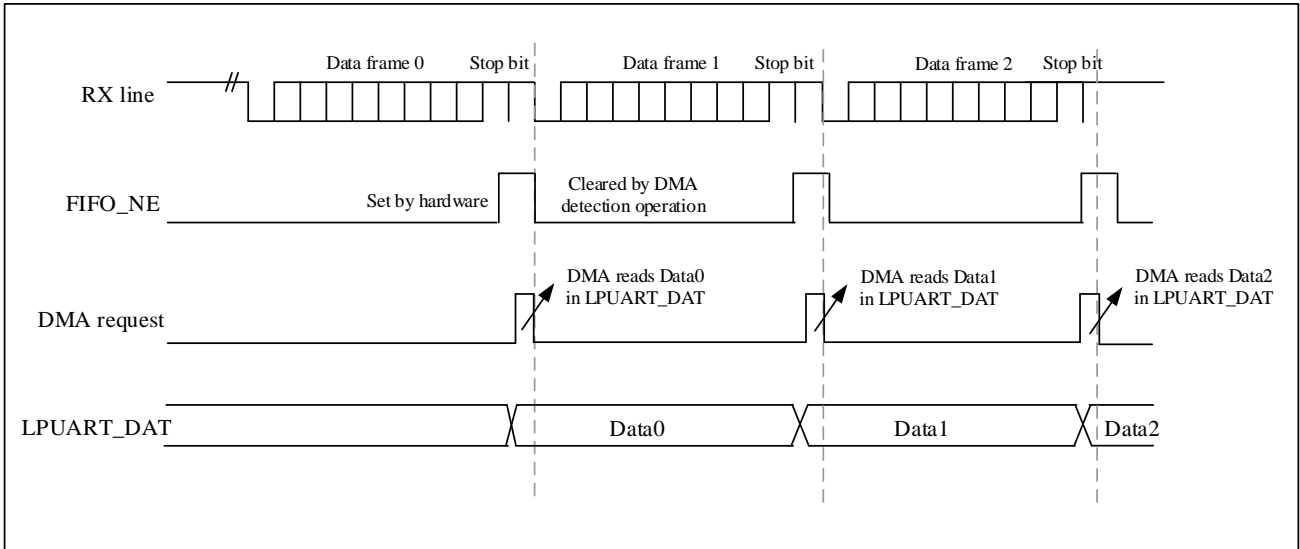 Data frame 0 Stop bit Data frame 1 Stop bit Data frame 2 Stop bit
RX line
FIFO_NE
Set by hardware
Cleared by DMA
detection operation
DMA request
DMA reads Data0
in LPUART_DAT
DMA reads Data1
in LPUART_DAT
DMA reads Data2
in LPUART_DAT
LPUART_DAT
Data0 Data1 Data2